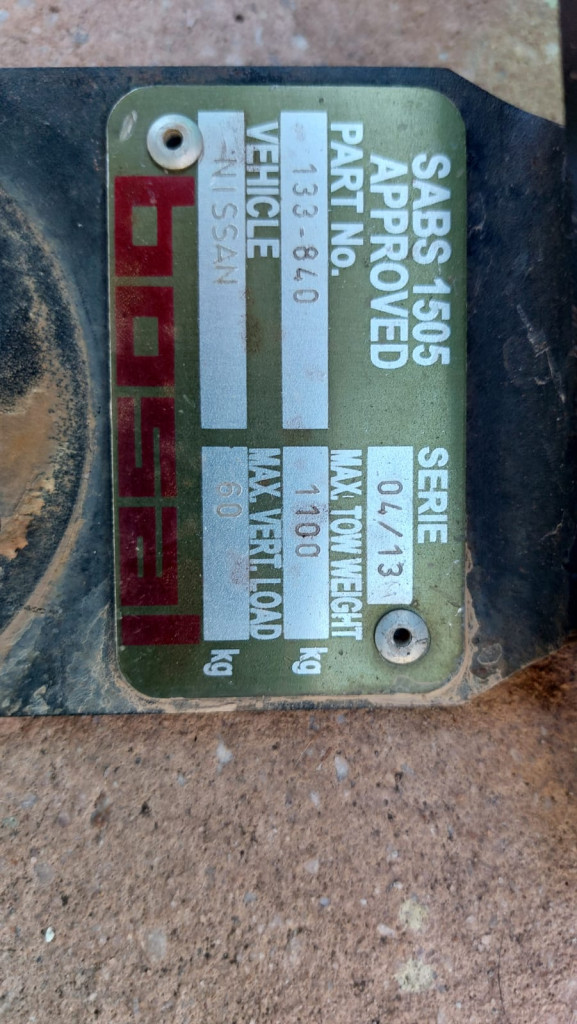 SABS 1505
APPROVED
SERIE
04/13
PART No.
133-840
MAX. TOW WEIGHT
1100 kg
VEHICLE
NISSAN
MAX. VERT. LOAD
60 kg
bosal